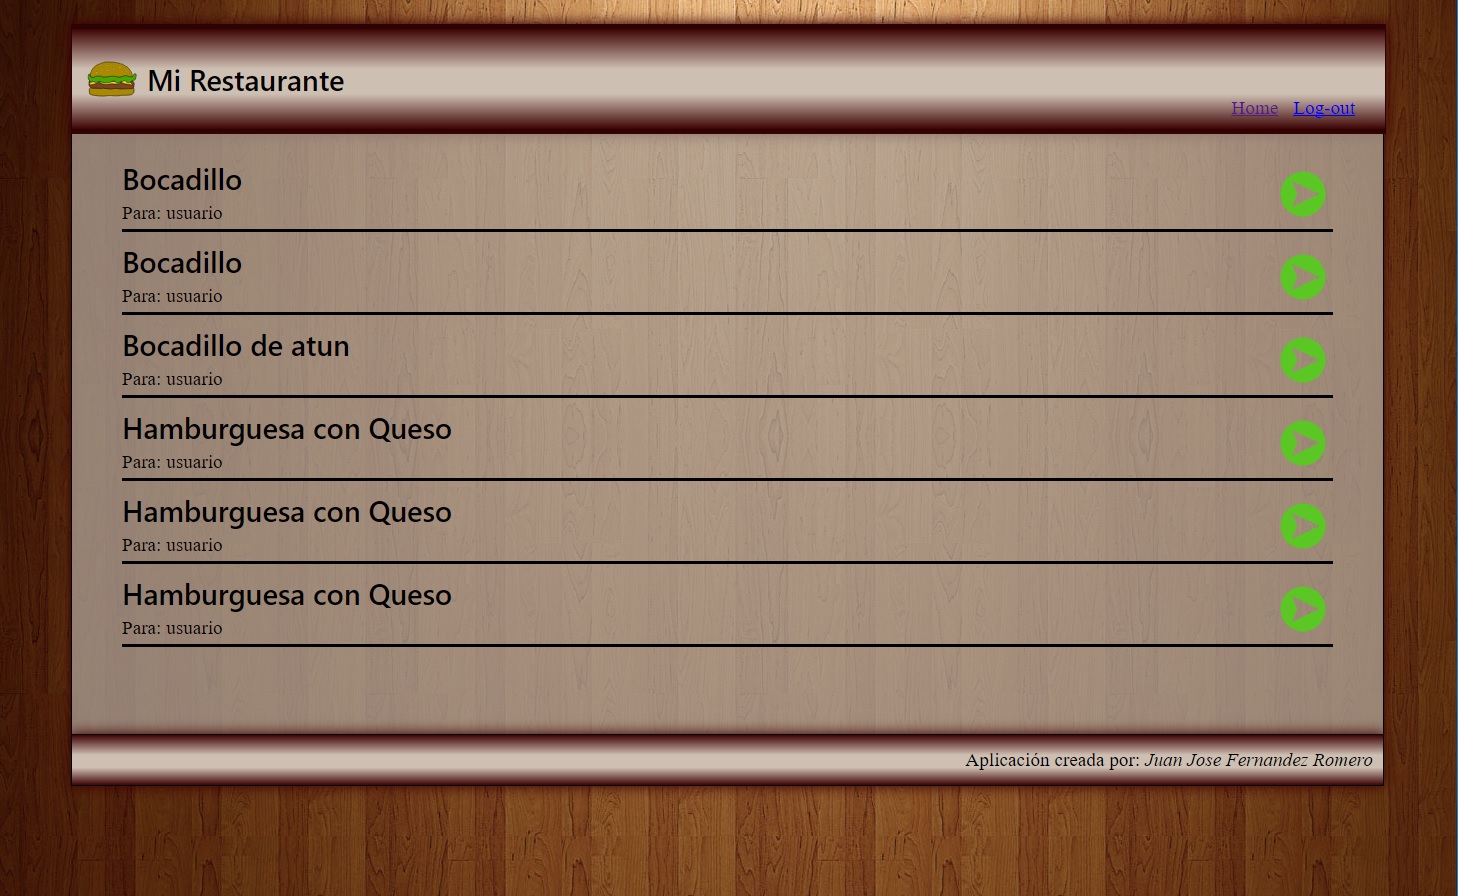 Mi Restaurante
Home Log-out
Bocadillo
Para: usuario
Bocadillo
Para: usuario
Bocadillo de atun
Para: usuario
Hamburguesa con Queso
Para: usuario
Hamburguesa con Queso
Para: usuario
Hamburguesa con Queso
Para: usuario
Aplicación creada por: Juan Jose Fernandez Romero